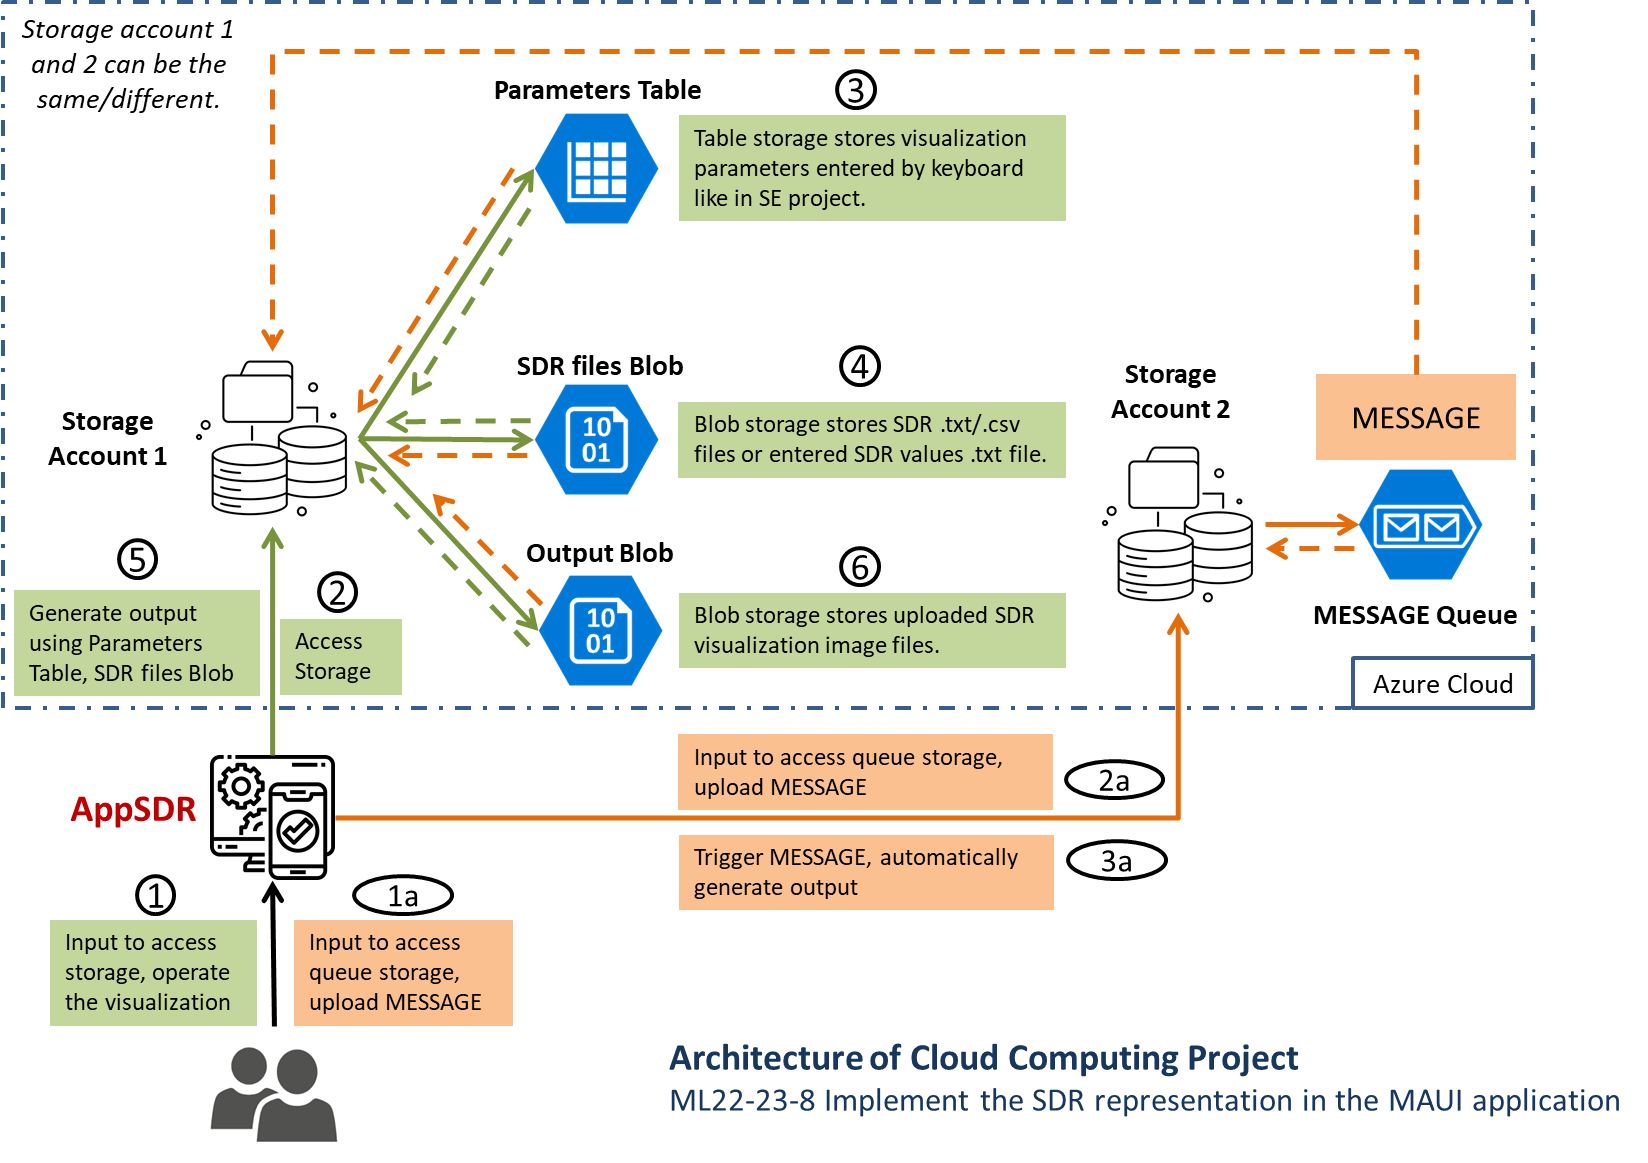 Storage account 1
and 2 can be the
same/different.
Parameters Table
3
Table storage stores visualization
parameters entered by keyboard
like in SE project.
SDR files Blob
4
Blob storage stores SDR .txt/.csv
files or entered SDR values .txt file.
10
01
Storage
Account 1
Storage
Account 2
MESSAGE
MESSAGE Queue
Output Blob
6
Blob storage stores uploaded SDR
visualization image files.
10
01
5
Generate output
using Parameters
Table, SDR files Blob
2
Access
Storage
Azure Cloud
AppSDR
Input to access queue storage,
upload MESSAGE
2a
Trigger MESSAGE, automatically
generate output
3a
1
Input to access
storage, operate
the visualization
1a
Input to access
queue storage,
upload MESSAGE
Architecture of Cloud Computing Project
ML22-23-8 Implement the SDR representation in the MAUI application